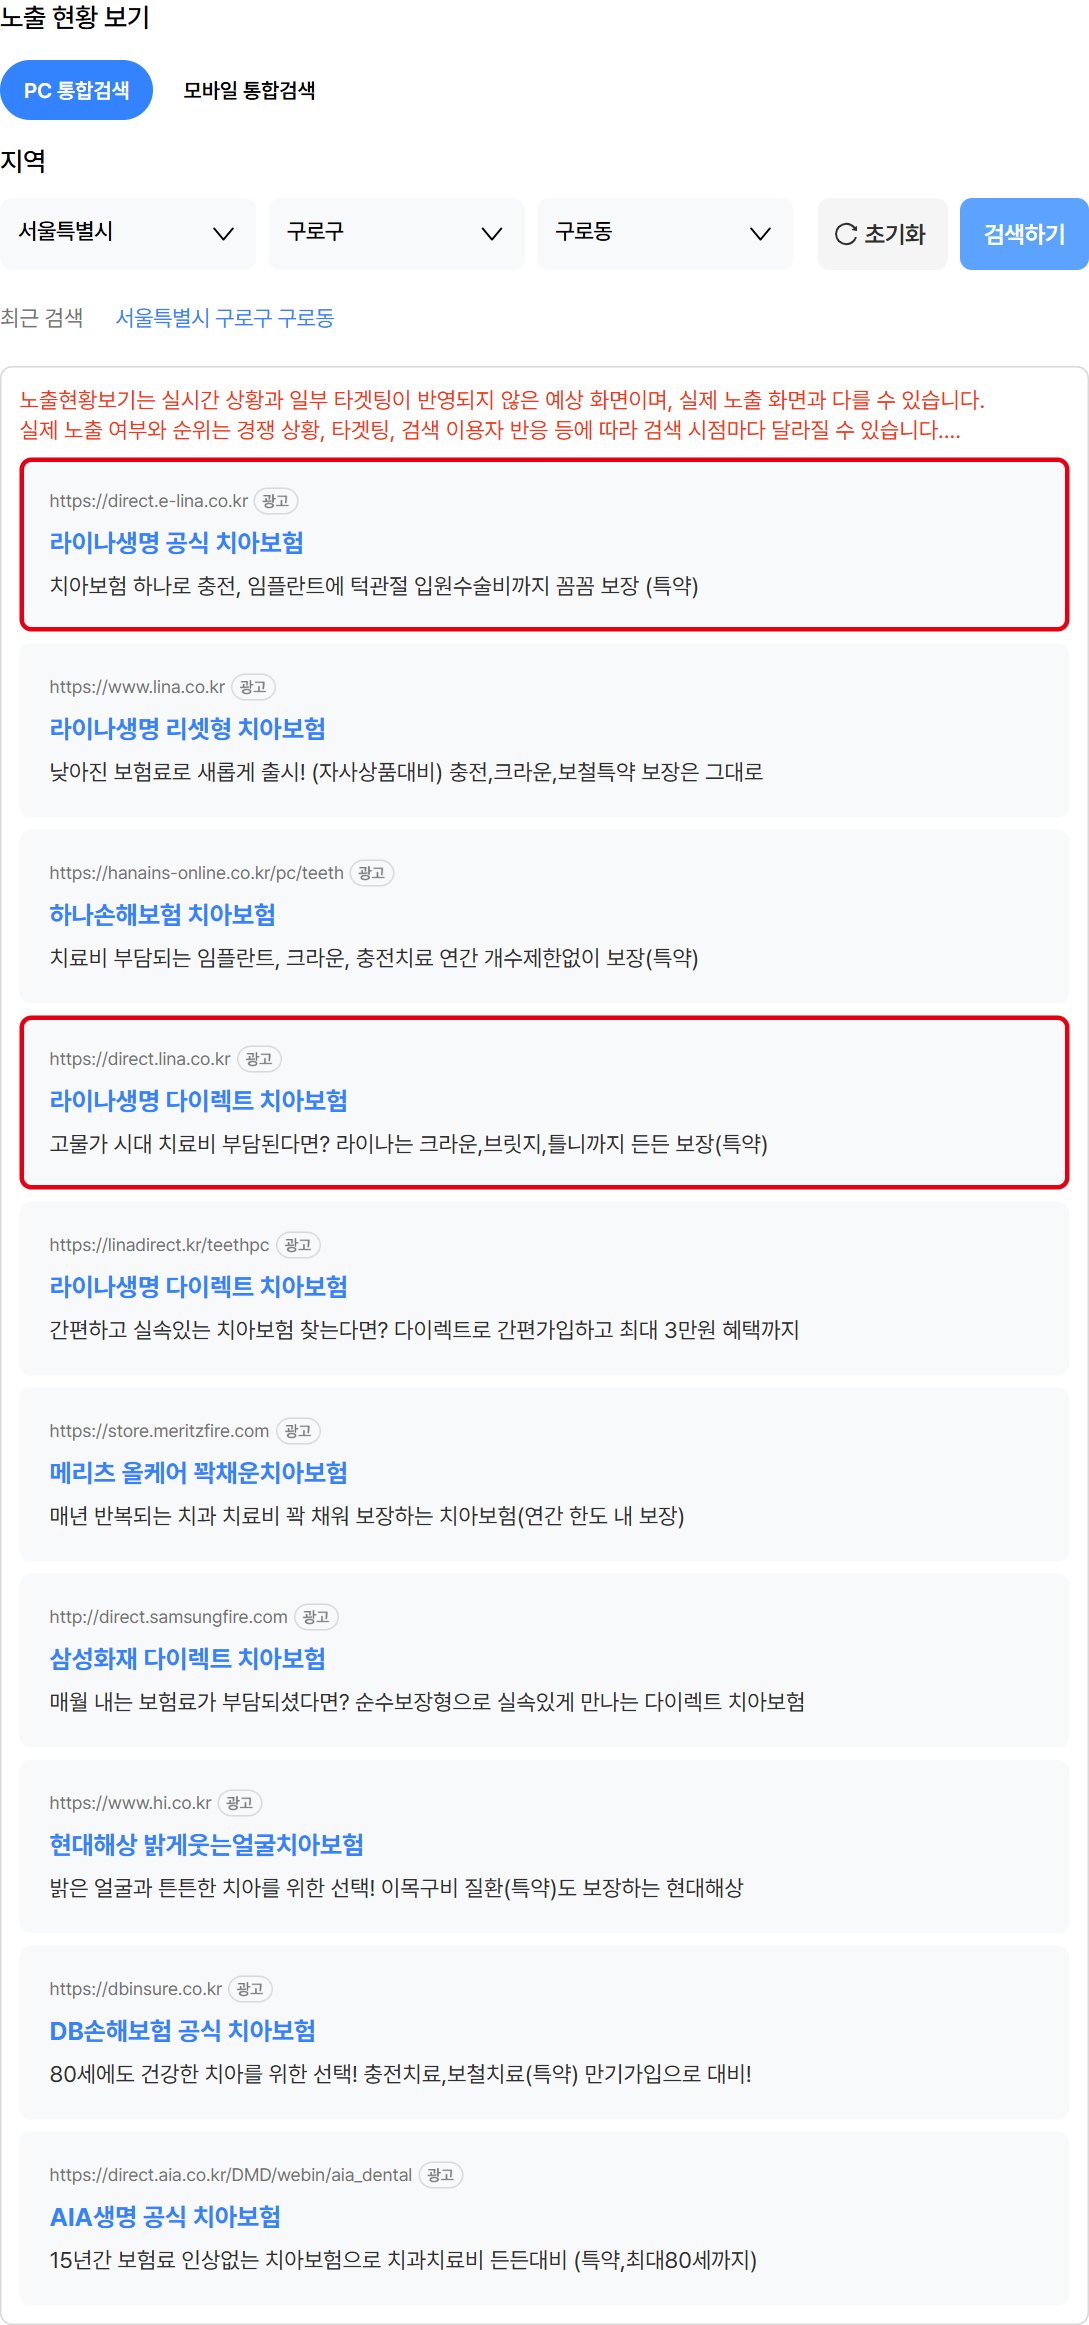 노출 현황 보기
PC 통합검색 모바일 통합검색
지역
서울특별시 구로구 구로동 초기화 검색하기
최근 검색 서울특별시 구로구 구로동
노출현황보기는 실시간 상황과 일부 타겟팅이 반영되지 않은 예상 화면이며, 실제 노출 화면과 다를 수 있습니다.
실제 노출 여부와 순위는 경쟁 상황, 타겟팅, 검색 이용자 반응 등에 따라 검색 시점마다 달라질 수 있습니다....
https://direct.e-lina.co.kr 광고
라이나생명 공식 치아보험
치아보험 하나로 충전, 임플란트에 턱관절 입원수술비까지 꼼꼼 보장 (특약)
https://www.lina.co.kr 광고
라이나생명 리셋형 치아보험
낮아진 보험료로 새롭게 출시! (자사상품대비) 충전,크라운,보철특약 보장은 그대로
https://hanains-online.co.kr/pc/teeth 광고
하나손해보험 치아보험
치료비 부담되는 임플란트, 크라운, 충전치료 연간 개수제한없이 보장(특약)
https://direct.lina.co.kr 광고
라이나생명 다이렉트 치아보험
고물가 시대 치료비 부담된다면? 라이나는 크라운,브릿지,틀니까지 든든 보장(특약)
https://linadirect.kr/teethpc 광고
라이나생명 다이렉트 치아보험
간편하고 실속있는 치아보험 찾는다면? 다이렉트로 간편가입하고 최대 3만원 혜택까지
https://store.meritzfire.com 광고
메리츠 올케어 꽉채운치아보험
매년 반복되는 치과 치료비 꽉 채워 보장하는 치아보험(연간 한도 내 보장)
http://direct.samsungfire.com 광고
삼성화재 다이렉트 치아보험
매월 내는 보험료가 부담되셨다면? 순수보장형으로 실속있게 만나는 다이렉트 치아보험
https://www.hi.co.kr 광고
현대해상 밝게웃는얼굴치아보험
밝은 얼굴과 튼튼한 치아를 위한 선택! 이목구비 질환(특약)도 보장하는 현대해상
https://dbinsure.co.kr 광고
DB손해보험 공식 치아보험
80세에도 건강한 치아를 위한 선택! 충전치료,보철치료(특약) 만기가입으로 대비!
https://direct.aia.co.kr/DMD/webin/aia_dental 광고
AIA생명 공식 치아보험
15년간 보험료 인상없는 치아보험으로 치과치료비 든든대비 (특약,최대80세까지)